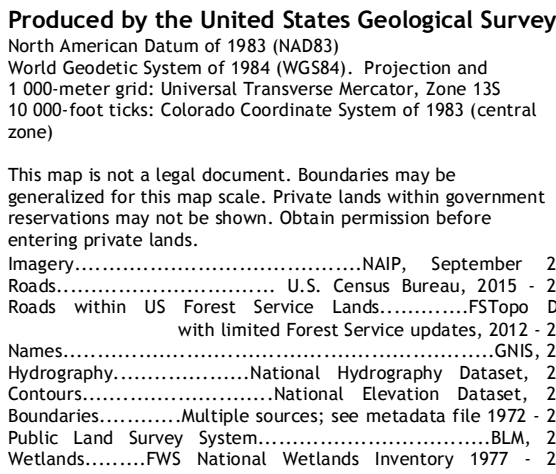 Produced by the United States Geological Survey
North American Datum of 1983 (NAD83)
World Geodetic System of 1984 (WGS84). Projection and
1 000-meter grid: Universal Transverse Mercator, Zone 13S
10 000-foot ticks: Colorado Coordinate System of 1983 (central
zone)
This map is not a legal document. Boundaries may be
generalized for this map scale. Private lands within government
reservations may not be shown. Obtain permission before
entering private lands.
Imagery.........................................NAIP, September 2
Roads............................... U.S. Census Bureau, 2015 - 2
Roads within US Forest Service Lands.............FSTopo D
with limited Forest Service updates, 2012 - 2
Names..............................................................GNIS, 2
Hydrography....................National Hydrography Dataset, 2
Contours............................National Elevation Dataset, 2
Boundaries............Multiple sources; see metadata file 1972 - 2
Public Land Survey System..................................BLM, 2
Wetlands.........FWS National Wetlands Inventory 1977 - 2